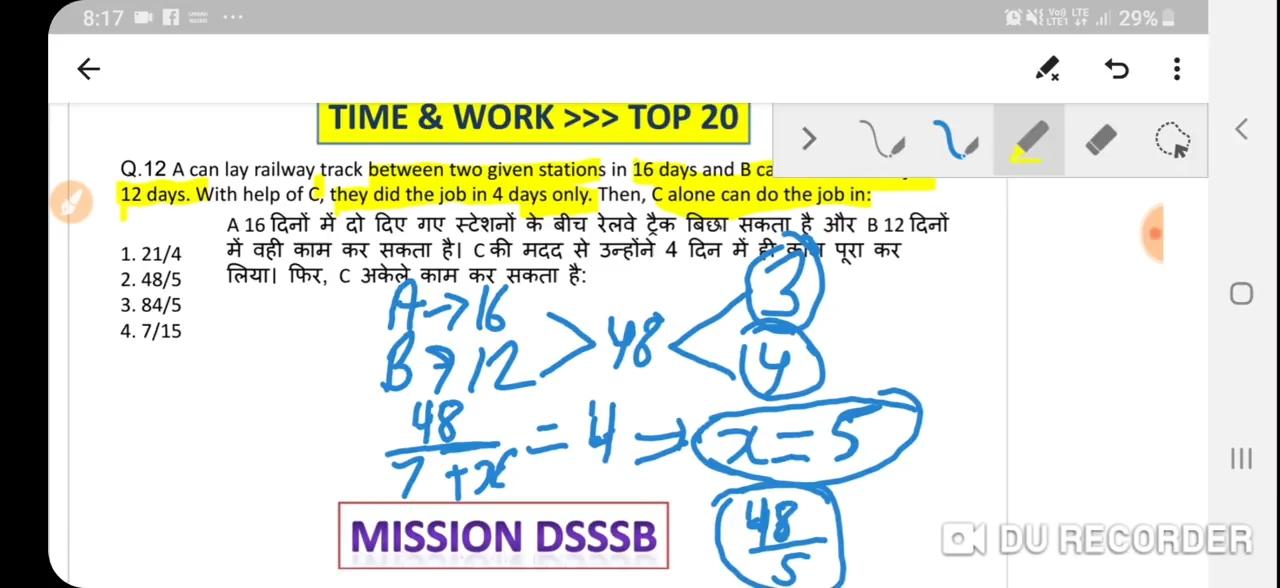 8:17
Vo)) LTE
LTE1
29%
TIME & WORK >>> TOP 20
Q.12 A can lay railway track between two given stations in 16 days and B ca
12 days. With help of C, they did the job in 4 days only. Then, C alone can do the job in:
A 16 दिनों में दो दिए गए स्टेशनों के बीच रेलवे ट्रैक बिछा सकता है और B 12 दिनों
में वही काम कर सकता है। C की मदद से उन्होंने 4 दिन में ही काम पूरा कर
लिया। फिर, C अकेले काम कर सकता है:
1. 21/4
2. 48/5
3. 84/5
4. 7/15
A → 16
B → 12
48
3
4
48/7+x = 4 ⇒ x = 5
48/5
MISSION DSSSB
DU RECORDER